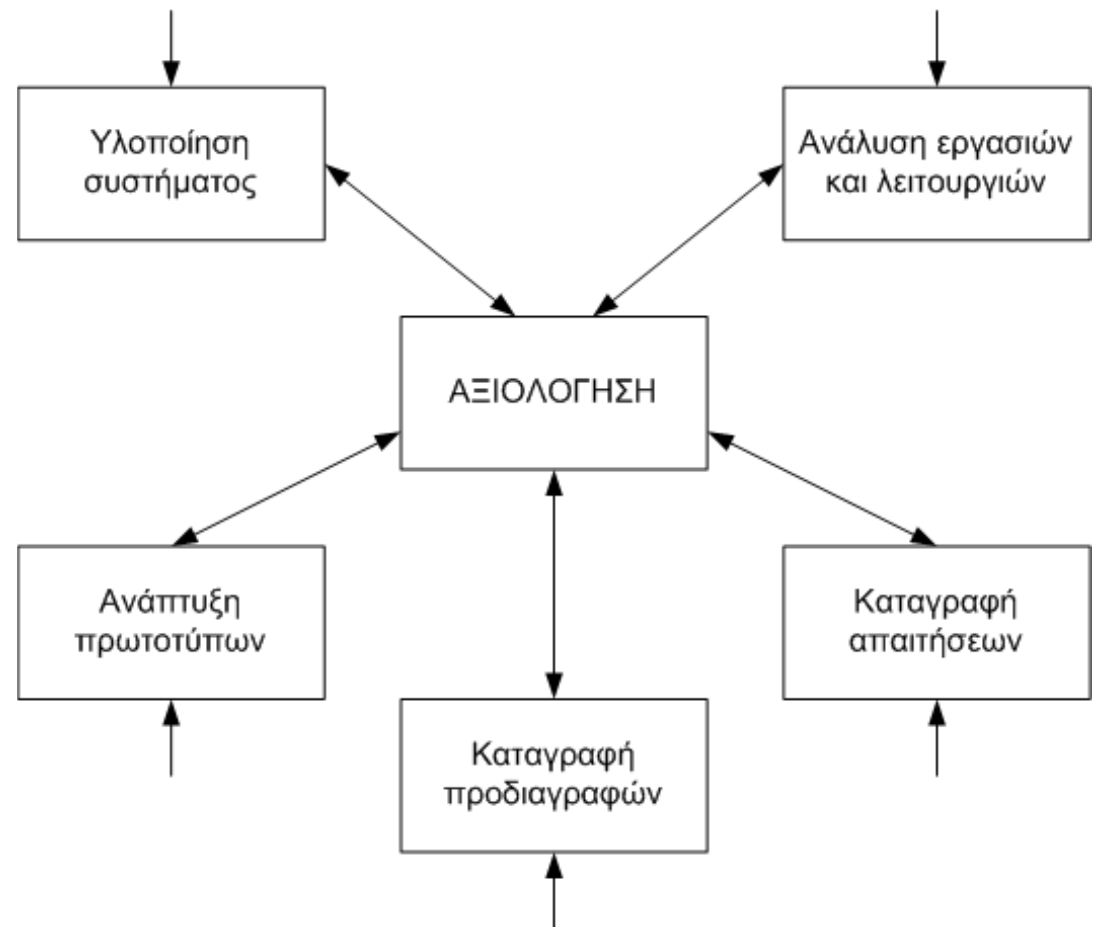 Υλοποίηση
συστήματος
Ανάλυση εργασιών
και λειτουργιών
ΑΞΙΟΛΟΓΗΣΗ
Ανάπτυξη
πρωτοτύπων
Καταγραφή
απαιτήσεων
Καταγραφή
προδιαγραφών